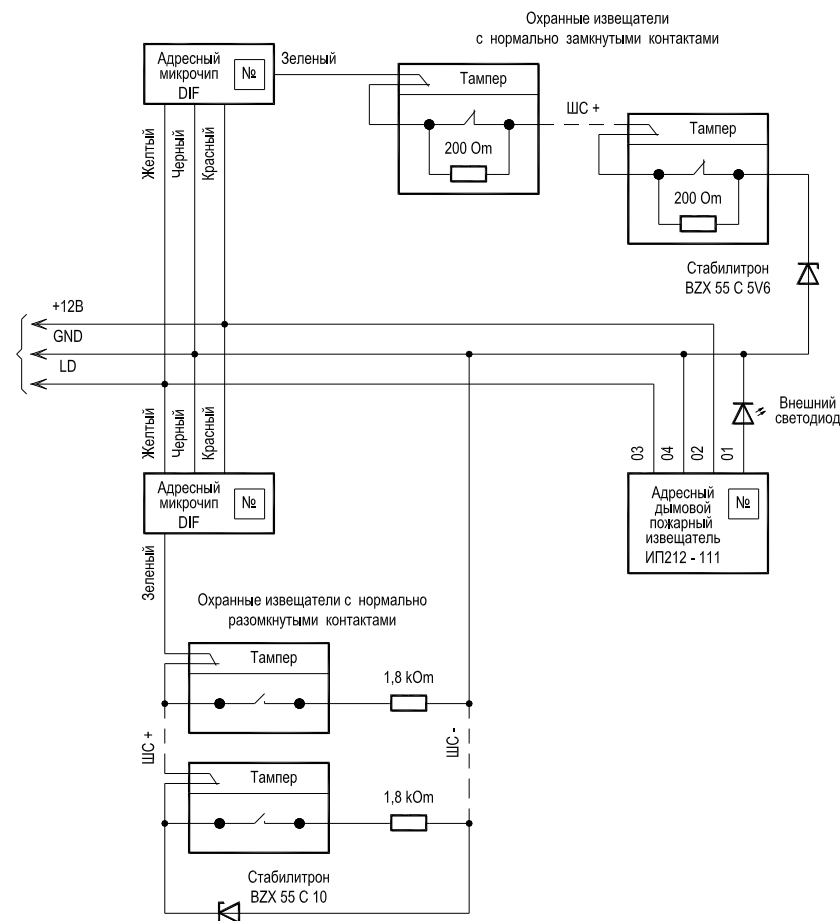 Охранные извещатели
с нормально замкнутыми контактами
Адресный
микрочип
DIF
№
Зеленый
Тампер
200 Om
ШС +
Тампер
200 Om
Желтый
Черный
Красный
Стабилитрон
BZX 55 C 5V6
+12В
GND
LD
Внешний
светодиод
Желтый
Черный
Красный
03
04
02
01
Адресный
микрочип
DIF
№
Адресный
дымовой
пожарный
извещатель
ИП212 - 111
№
Зеленый
Охранные извещатели с нормально
разомкнутыми контактами
Тампер
1,8 kOm
ШС +
ШС -
Тампер
1,8 kOm
Стабилитрон
BZX 55 C 10